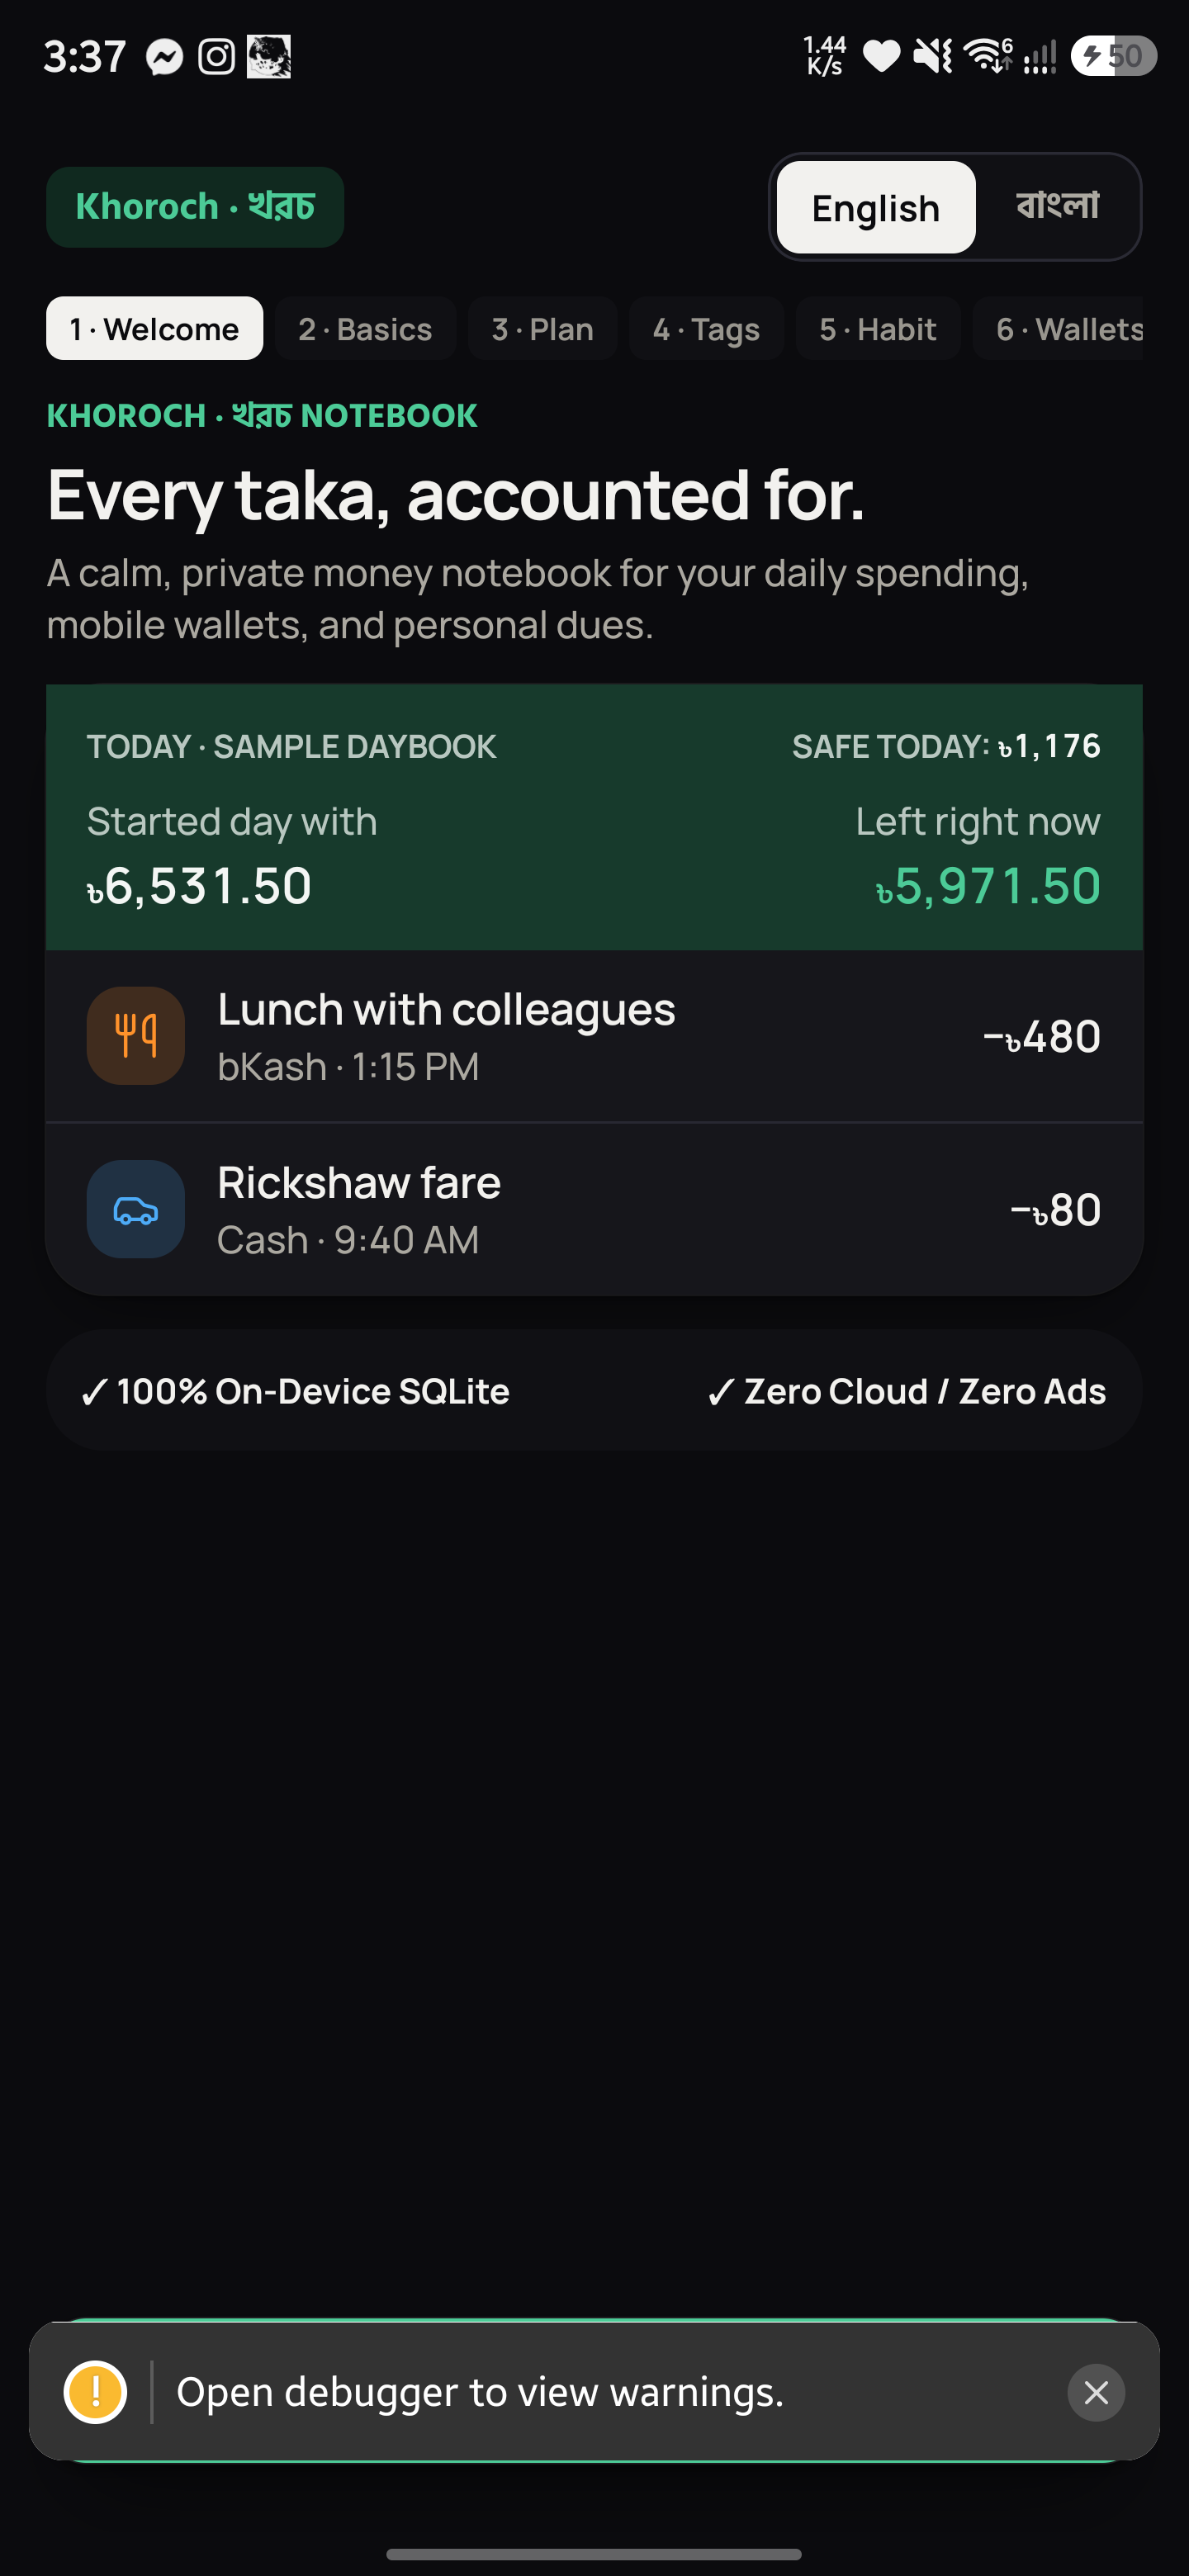 3:37
1.44 K/s
6
50
Khoroch · খরচ
English
বাংলা
1 · Welcome
2 · Basics
3 · Plan
4 · Tags
5 · Habit
6 · Wallets
KHOROCH · খরচ NOTEBOOK
Every taka, accounted for.
A calm, private money notebook for your daily spending,
mobile wallets, and personal dues.
TODAY · SAMPLE DAYBOOK
SAFE TODAY: ৳1,176
Started day with
Left right now
৳6,531.50
৳5,971.50
Lunch with colleagues
−৳480
bKash · 1:15 PM
Rickshaw fare
−৳80
Cash · 9:40 AM
✓ 100% On-Device SQLite
✓ Zero Cloud / Zero Ads
Open debugger to view warnings.